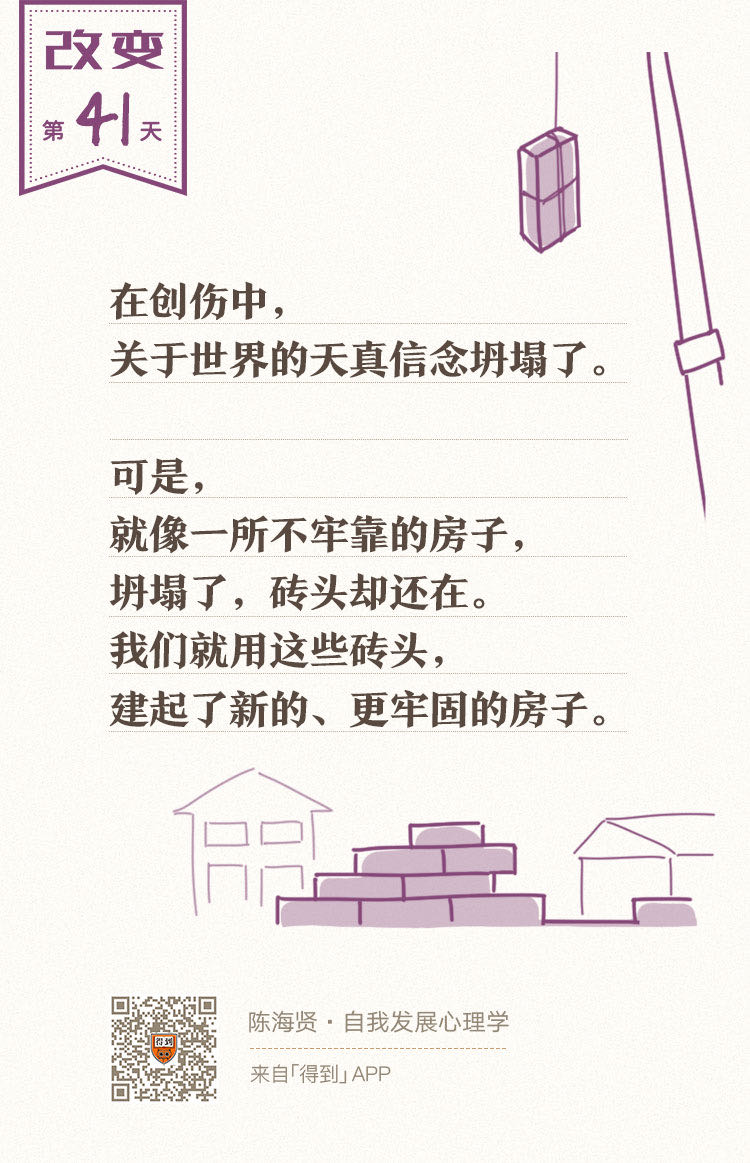 改变
第41天
在创伤中，
关于世界的天真信念坍塌了。
可是，
就像一所不牢靠的房子，
坍塌了，砖头却还在。
我们就用这些砖头，
建起了新的、更牢固的房子。
得到
陈海贤·自我发展心理学
来自「得到」APP